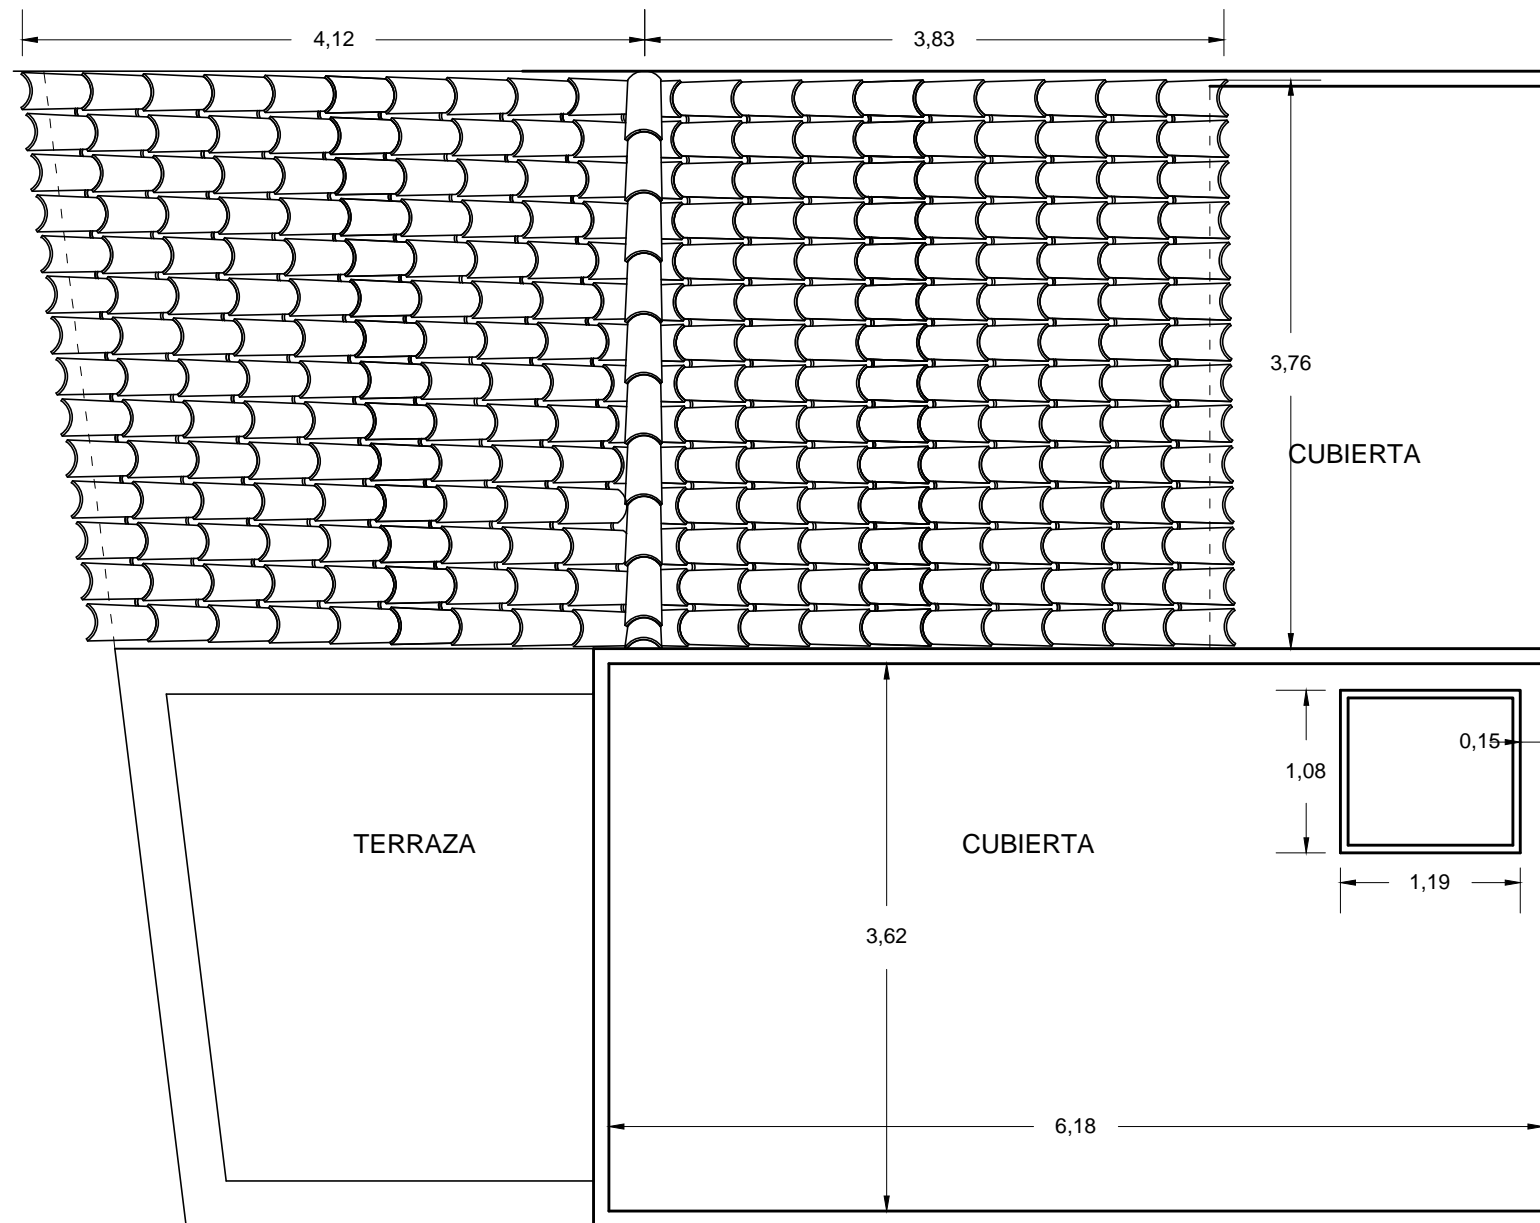 4,12
3,83
3,76
CUBIERTA
0,15
1,08
TERRAZA
CUBIERTA
1,19
3,62
6,18